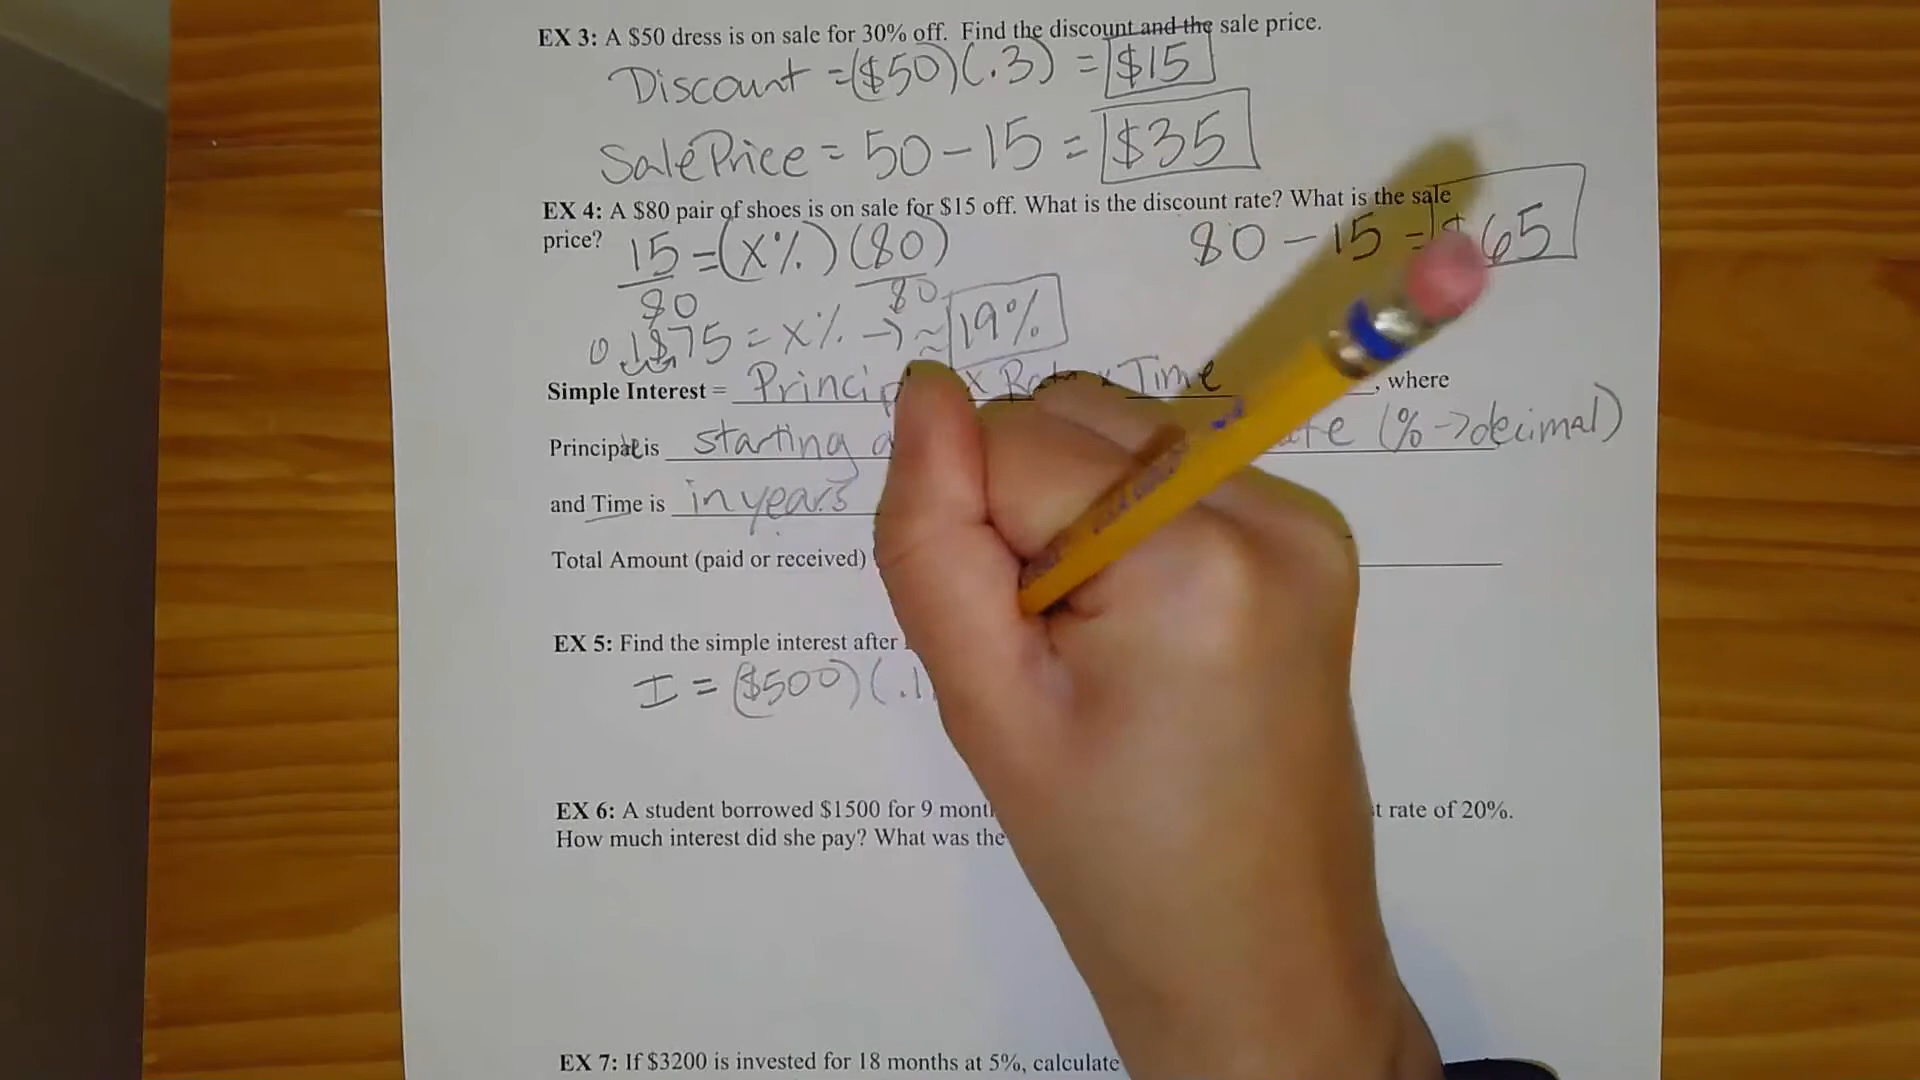 EX 3: A $50 dress is on sale for 30% off. Find the discount and the sale price.
Discount = ($50)(.3) = $15
Sale Price = 50 - 15 = $35
EX 4: A $80 pair of shoes is on sale for $15 off. What is the discount rate? What is the sale
price?
15 = (x%)(80)
80 80
80 - 15 = $65
0.1875 = x% → ≈ 19%
Simple Interest = x Rate x Time, where
Principal is starting (% → decimal)
and Time is in years
Total Amount (paid or received)
EX 5: Find the simple interest after
I = ($500)(.1
EX 6: A student borrowed $1500 for 9 rate of 20%.
How much interest did she pay? What was the
EX 7: If $3200 is invested for 18 months at 5%, calculate